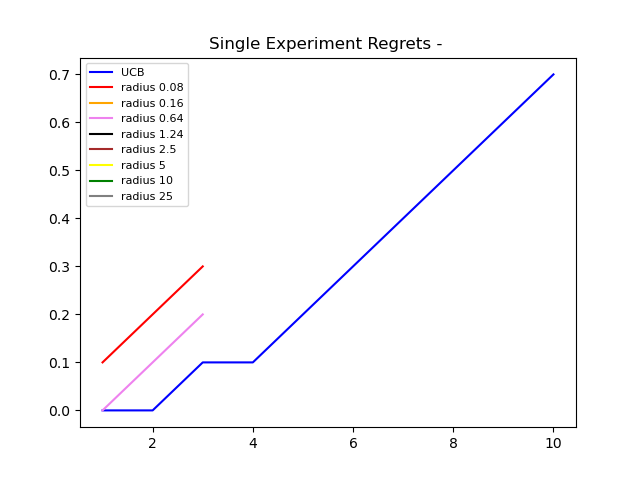 Single Experiment Regrets -
UCB
radius 0.08
radius 0.16
radius 0.64
radius 1.24
radius 2.5
radius 5
radius 10
radius 25
0.7
0.6
0.5
0.4
0.3
0.2
0.1
0.0
2 4 6 8 10